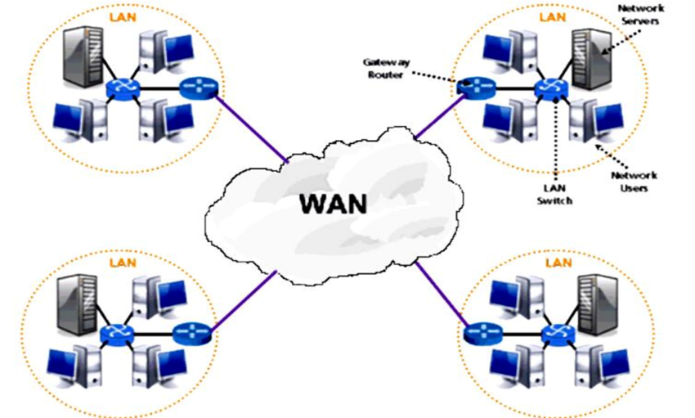 LAN
LAN
Network
Servers
Gateway
Router
WAN
LAN
Switch
Network
Users
LAN
LAN